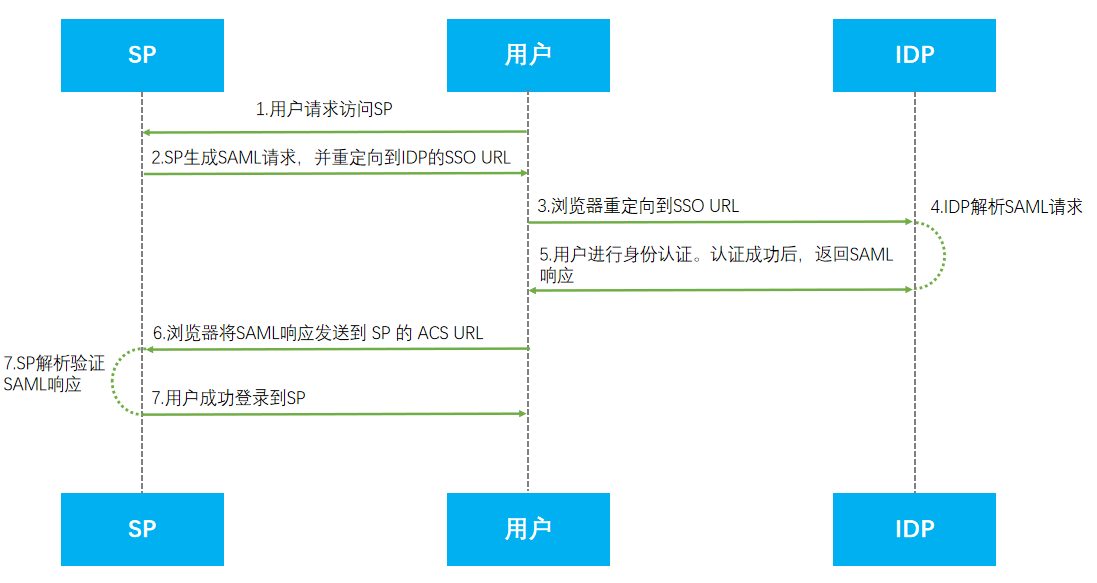 SP
用户
IDP
1.用户请求访问SP
2.SP生成SAML请求，并重定向到IDP的SSO URL
3.浏览器重定向到SSO URL
4.IDP解析SAML请求
5.用户进行身份认证。认证成功后，返回SAML
响应
6.浏览器将SAML响应发送到 SP 的 ACS URL
7.SP解析验证
SAML响应
7.用户成功登录到SP
SP
用户
IDP